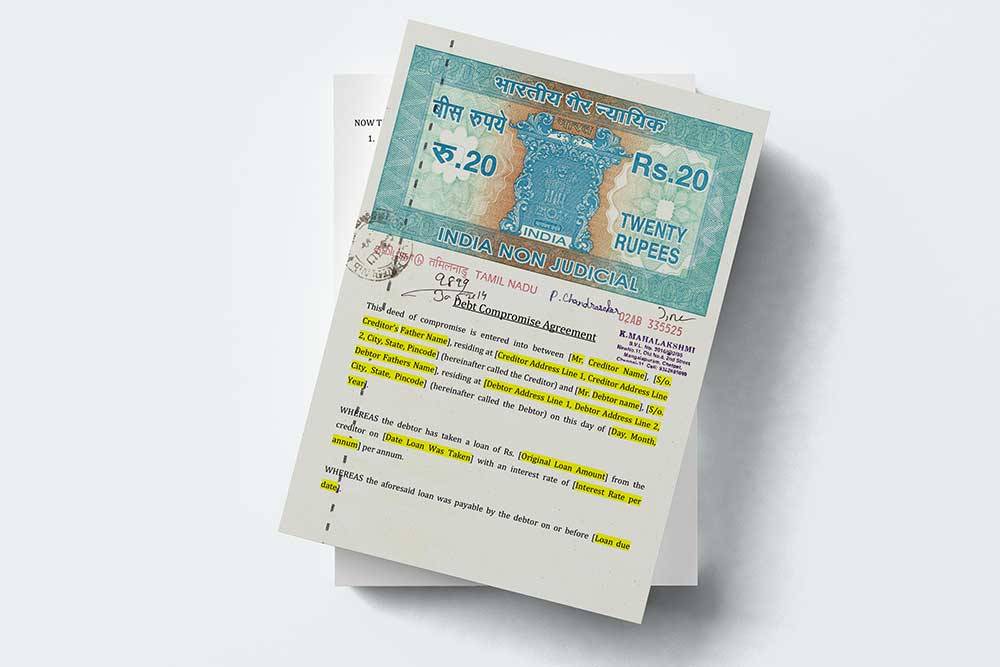 NOW T
1.
भारतीय गैर न्यायिक
बीस रुपये
रु.20
भारत
Rs.20
TWENTY
RUPEES
INDIA
INDIA NON JUDICIAL
तमिलनाडु TAMIL NADU
P. Chandrasekar
02AB 335525
K.MAHALAKSHMI
Debt Compromise Agreement
This deed of compromise is entered into between [Mr. Creditor Name], [S/o.
Creditor's Father Name], residing at [Creditor Address Line 1, Creditor Address Line
2, City, State, Pincode] (hereinafter called the Creditor) and [Mr. Debtor name], [S/o.
Debtor Fathers Name], residing at [Debtor Address Line 1, Debtor Address Line 2,
City, State, Pincode] (hereinafter called the Debtor) on this day of [Day, Month,
Year].
WHEREAS the debtor has taken a loan of Rs. [Original Loan Amount] from the
creditor on [Date Loan Was Taken] with an interest rate of [Interest Rate per
annum] per annum.
WHEREAS the aforesaid loan was payable by the debtor on or before [Loan due
date].